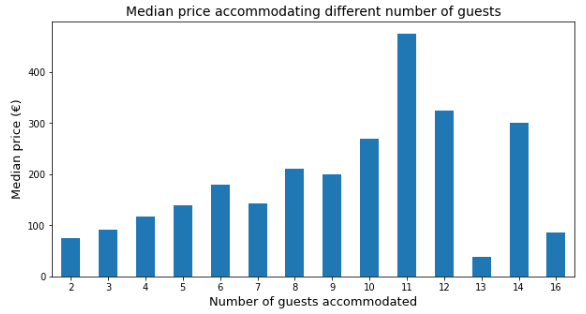 Median price accommodating different number of guests
Median price (€)
400
300
200
100
0
2 3 4 5 6 7 8 9 10 11 12 13 14 16
Number of guests accommodated